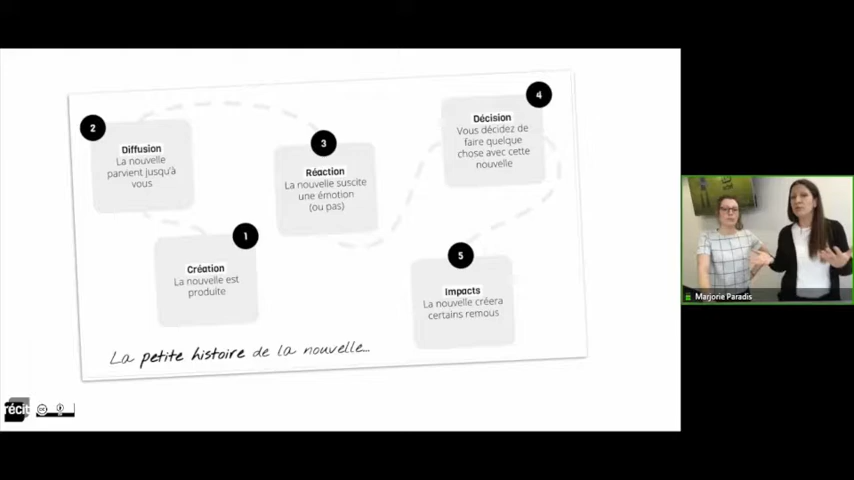 2
Diffusion
La nouvelle
parvient jusqu'à
vous
3
Réaction
La nouvelle suscite
une émotion
(ou pas)
4
Décision
Vous décidez de
faire quelque
chose avec cette
nouvelle
1
Création
La nouvelle est
produite
5
Impacts
La nouvelle créera
certains remous
La petite histoire de la nouvelle...
récit
Marjorie Paradis